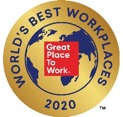 WORLD'S BEST WORKPLACES
Great
Place
To
Work®
2020
™